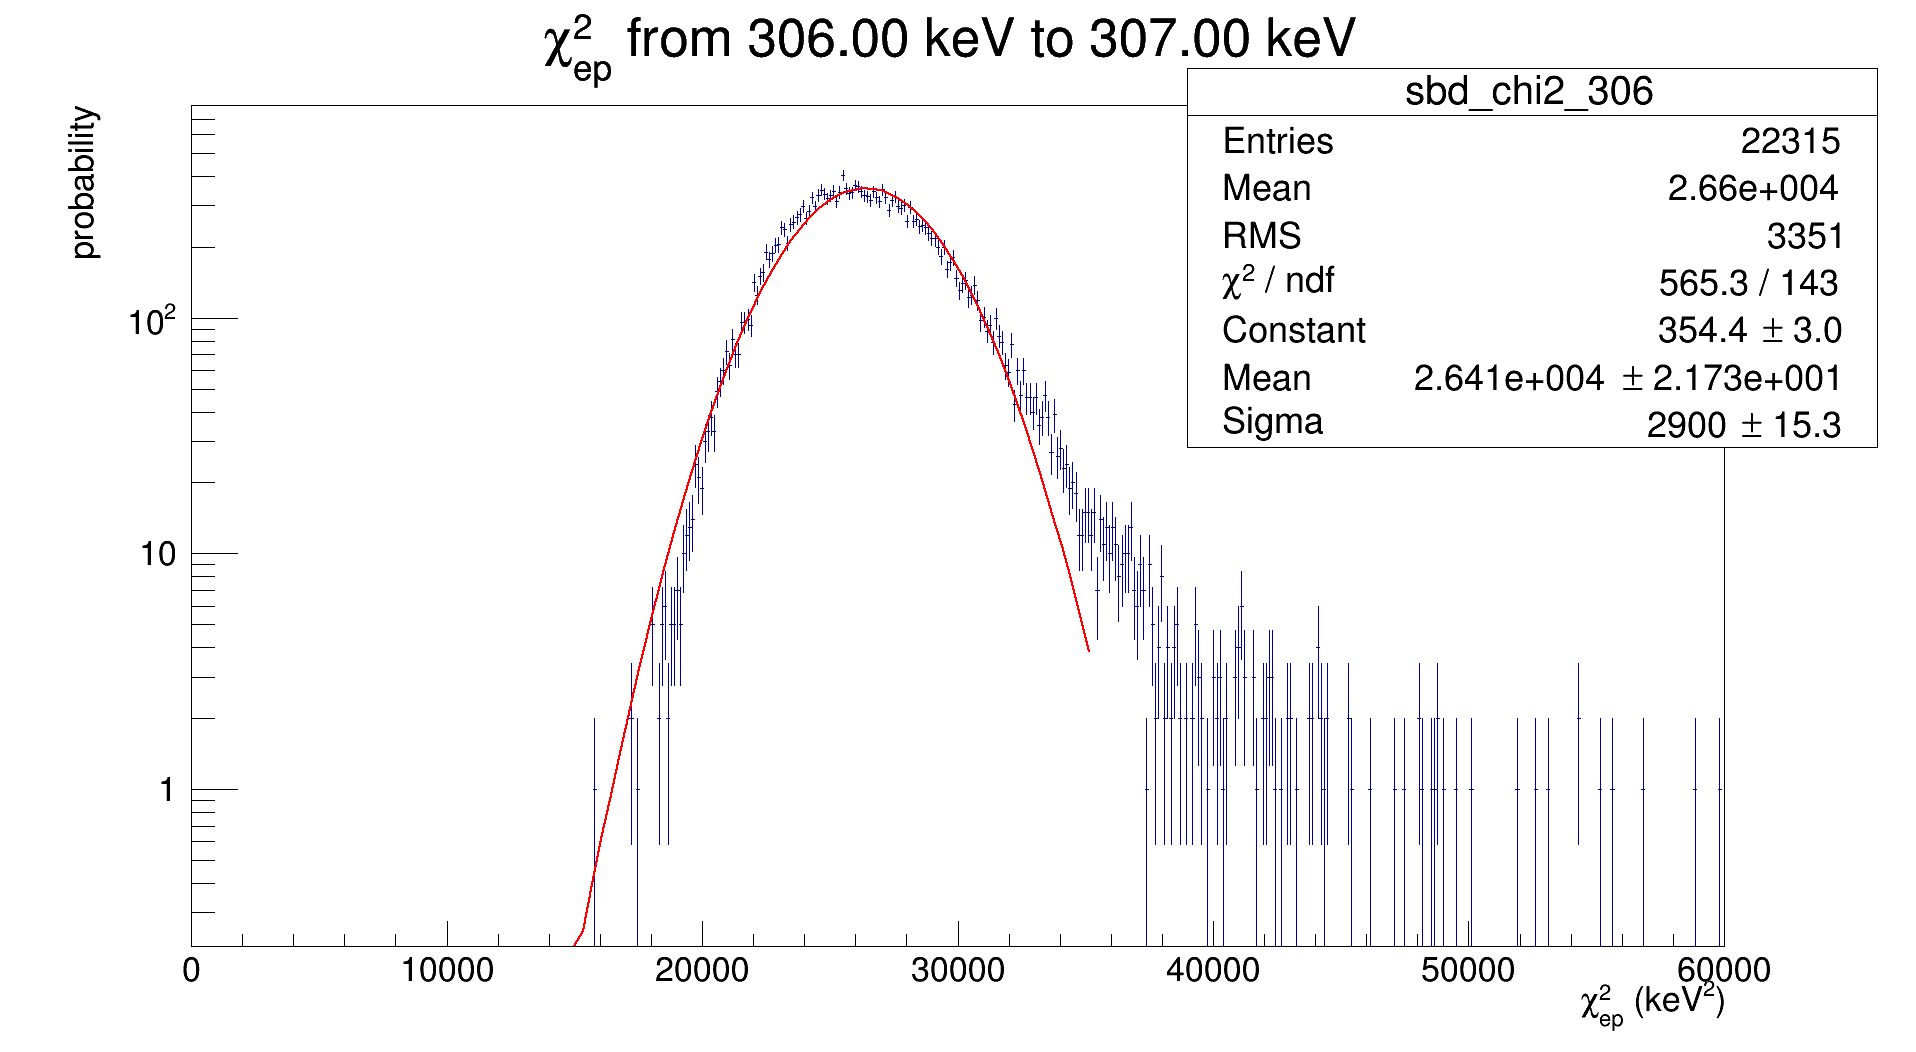 χ²ep from 306.00 keV to 307.00 keV
sbd_chi2_306
Entries 22315
Mean 2.66e+004
RMS 3351
χ² / ndf 565.3 / 143
Constant 354.4 ± 3.0
Mean 2.641e+004 ± 2.173e+001
Sigma 2900 ± 15.3
probability
10²
10
1
0 10000 20000 30000 40000 50000 60000
χ²ep (keV²)